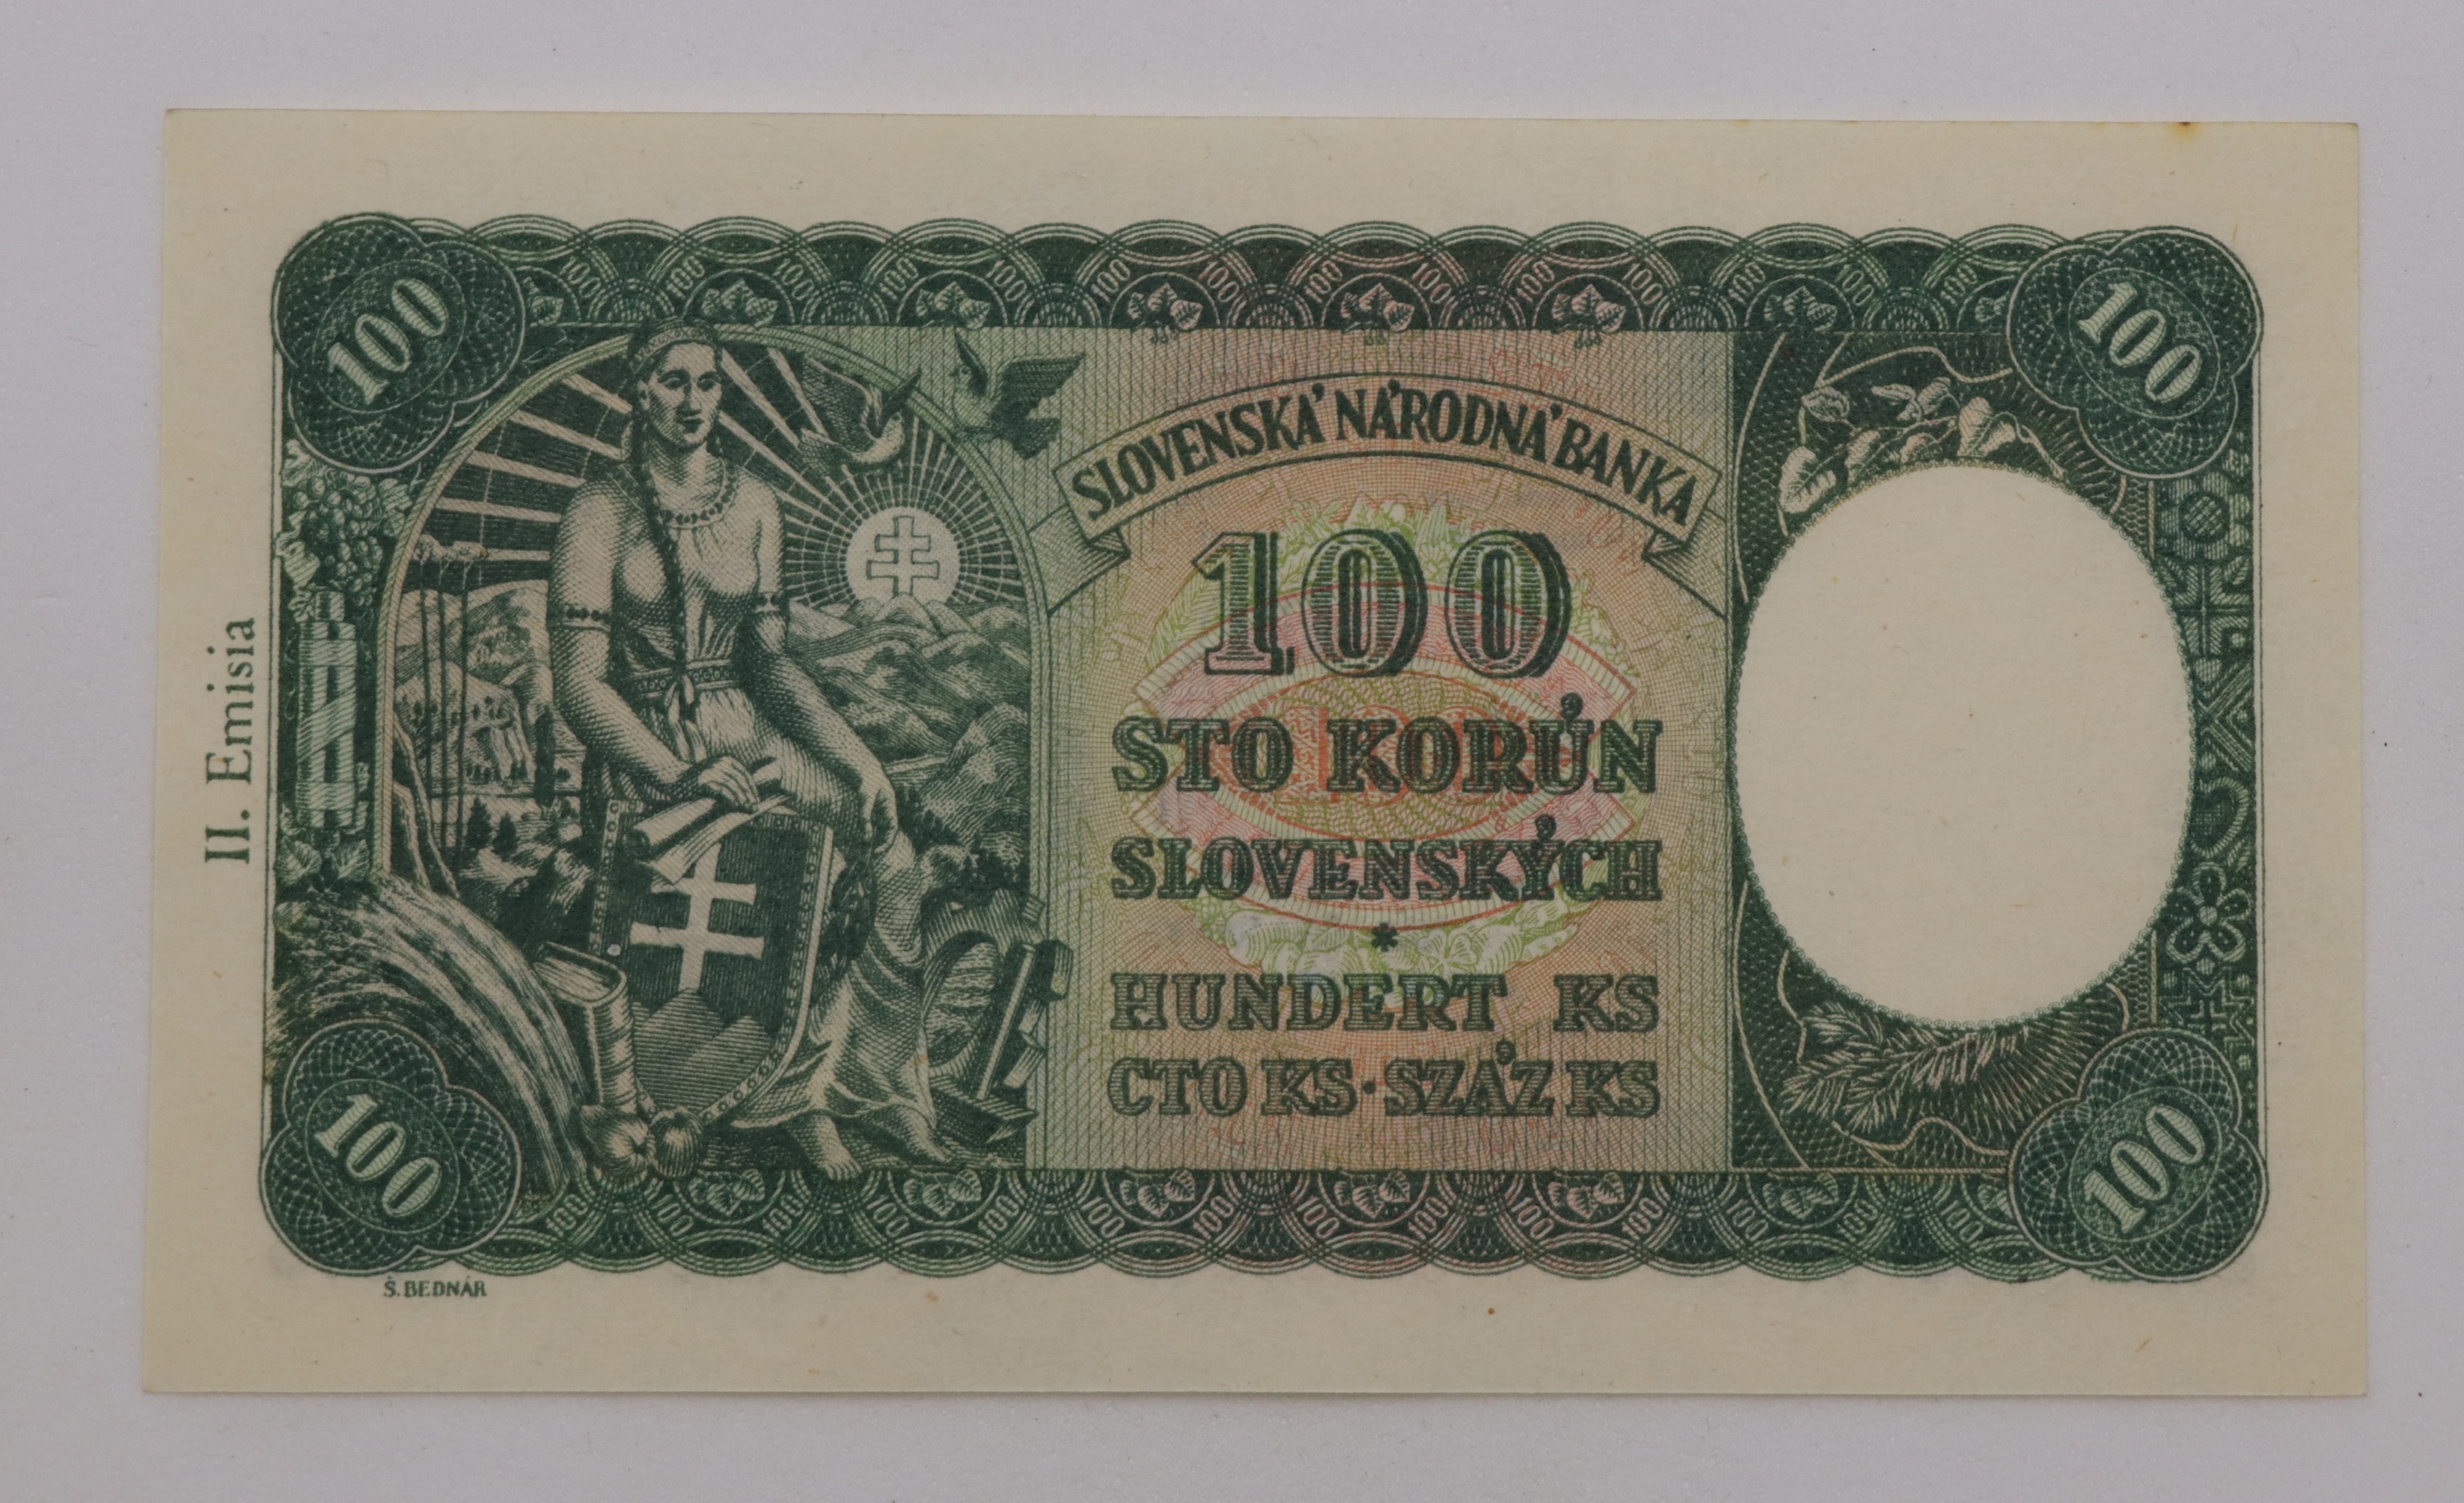 100
100
SLOVENSKÁ NÁRODNÁ BANKA
100
STO KORÚN
SLOVENSKÝCH
*
HUNDERT KS
СТО KS · SZÁZ KS
II. Emisia
100
100
Š. BEDNÁR